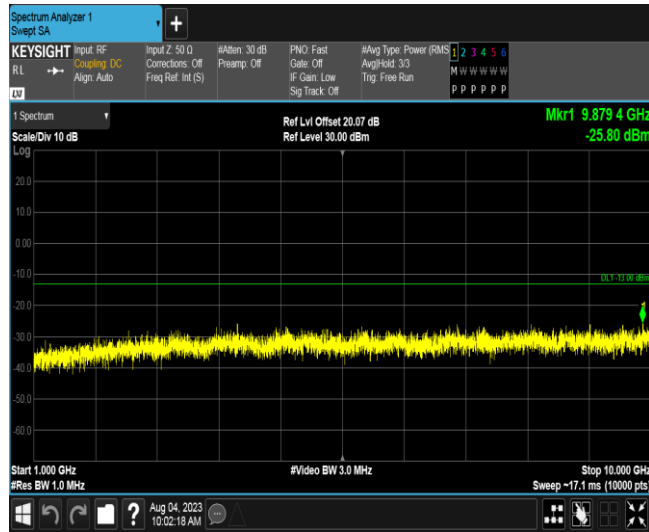 Spectrum Analyzer 1
Swept SA
+
KEYSIGHT
RL
LXI
Input: RF
Coupling: DC
Align: Auto
Input Z: 50 Ω
Corrections: Off
Freq Ref: Int (S)
#Atten: 30 dB
Preamp: Off
PNO: Fast
Gate: Off
IF Gain: Low
Sig Track: Off
#Avg Type: Power (RMS
Avg|Hold: 3/3
Trig: Free Run
1 2 3 4 5 6
M W W W W W
P P P P P P
1 Spectrum
Scale/Div 10 dB
Log
Ref Lvl Offset 20.07 dB
Ref Level 30.00 dBm
Mkr1 9.879 4 GHz
-25.80 dBm
20.0
10.0
0.00
-10.0
DL1 -13.00 dBm
-20.0
1
-30.0
-40.0
-50.0
-60.0
Start 1.000 GHz
#Res BW 1.0 MHz
#Video BW 3.0 MHz
Stop 10.000 GHz
Sweep ~17.1 ms (10000 pts)
?
Aug 04, 2023
10:02:18 AM